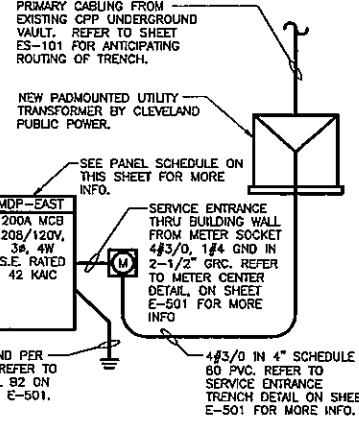 PRIMARY CABLING FROM
EXISTING CPP UNDERGROUND
VAULT. REFER TO SHEET
ES-101 FOR ANTICIPATING
ROUTING OF TRENCH.
NEW PADMOUNTED UTILITY
TRANSFORMER BY CLEVELAND
PUBLIC POWER.
SEE PANEL SCHEDULE ON
THIS SHEET FOR MORE
INFO.
MDP-EAST
200A MCB
208/120V,
3ø, 4W
S.E. RATED
42 KAIC
SERVICE ENTRANCE
THRU BUILDING WALL
FROM METER SOCKET
4#3/0, 1#4 GND IN
2-1/2" GRC. REFER
TO METER CENTER
DETAIL, ON SHEET
E-501 FOR MORE
INFO
M
ND PER
REFER TO
L B2 ON
E-501.
4#3/0 IN 4" SCHEDULE
80 PVC. REFER TO
SERVICE ENTRANCE
TRENCH DETAIL ON SHEE
E-501 FOR MORE INFO.